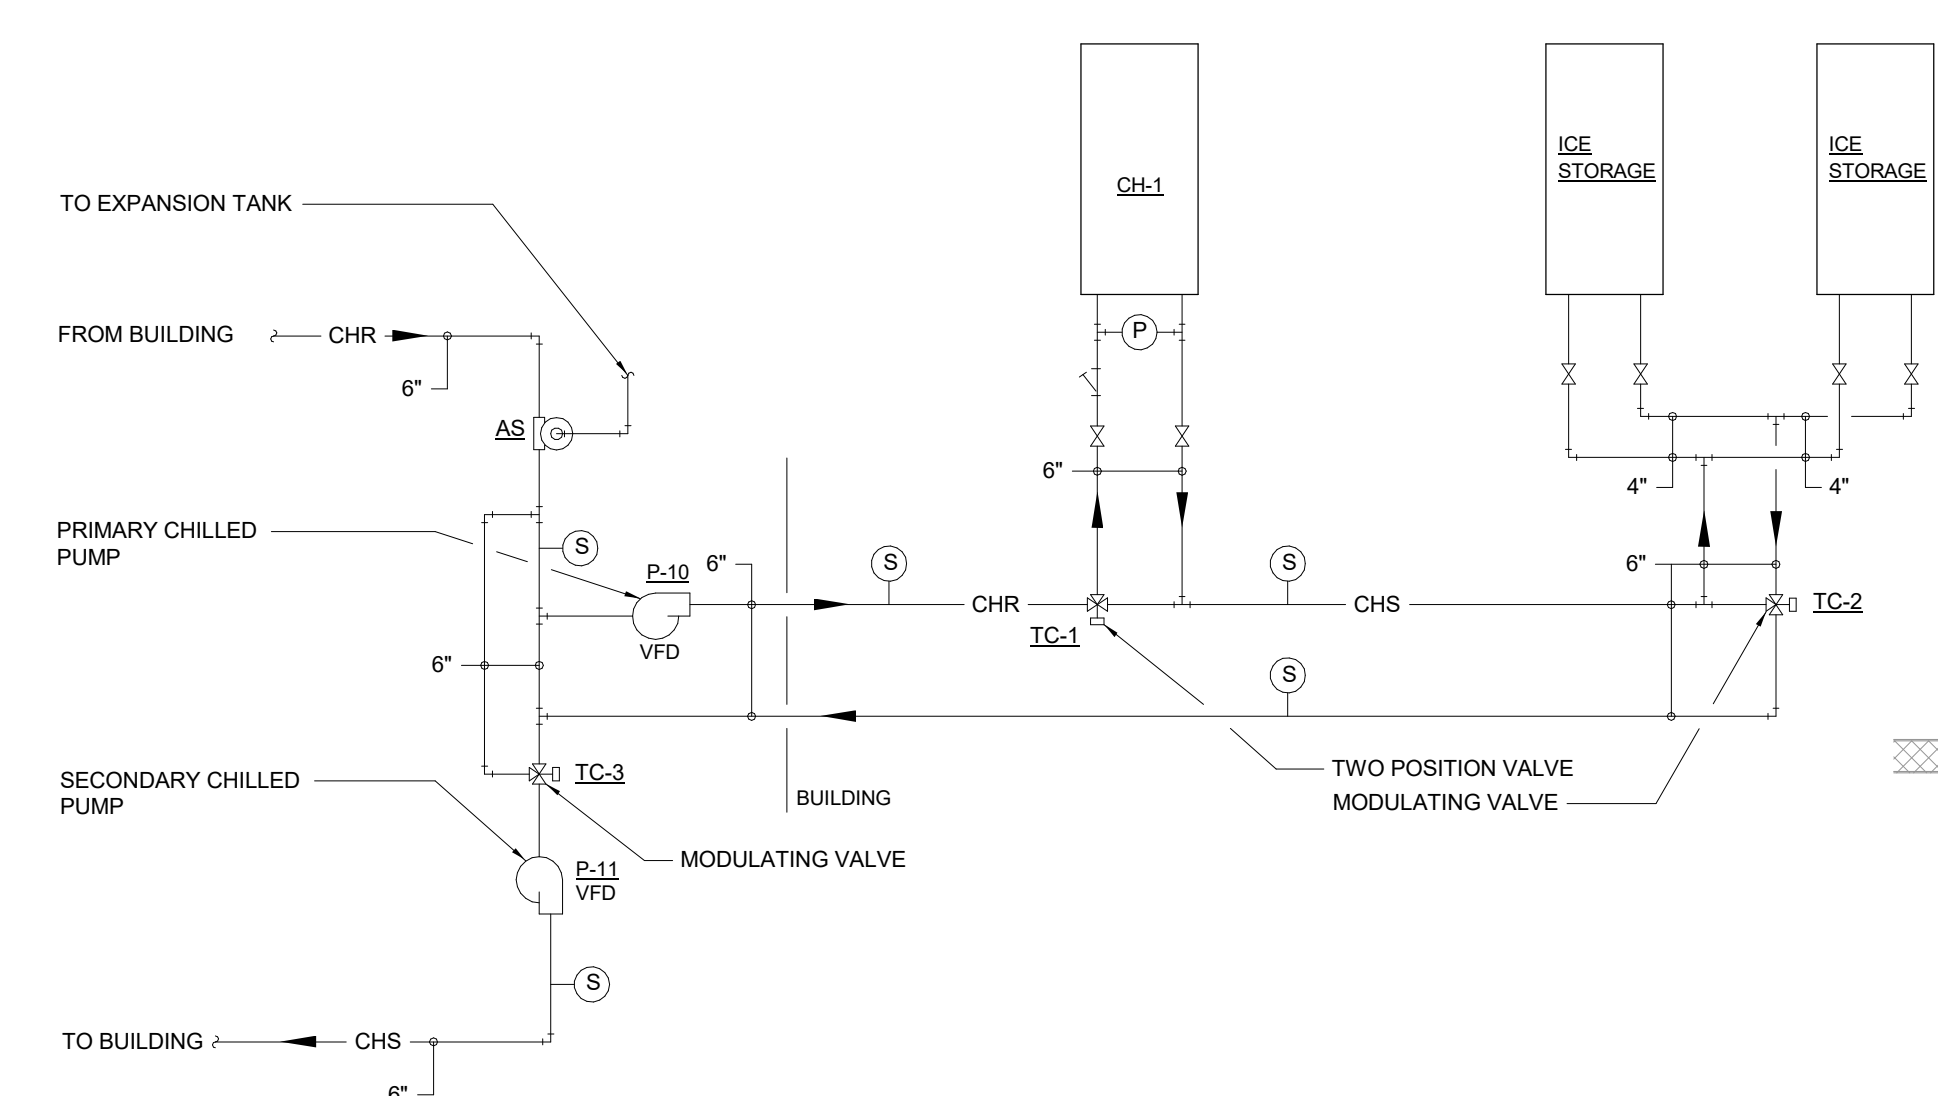 ICE
STORAGE
ICE
STORAGE
CH-1
TO EXPANSION TANK
FROM BUILDING
CHR
P
6"
AS
6"
4"
4"
PRIMARY CHILLED
PUMP
S
P-10
6"
S
S
6"
CHR
CHS
TC-2
TC-1
VFD
6"
S
SECONDARY CHILLED
PUMP
TC-3
BUILDING
TWO POSITION VALVE
MODULATING VALVE
MODULATING VALVE
P-11
VFD
S
TO BUILDING
CHS
6"